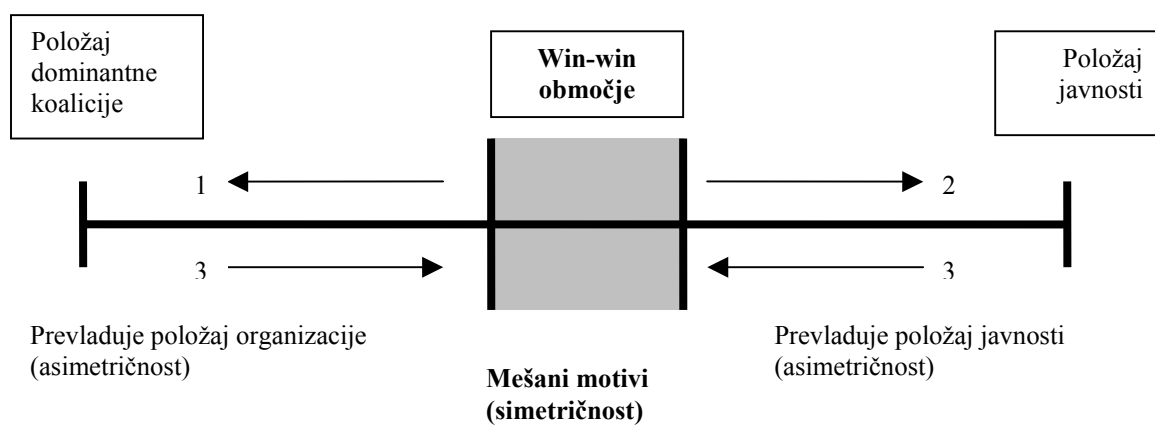 Položaj
dominantne
koalicije
Win-win
območje
Položaj
javnosti
1
2
3
3
Prevladuje položaj organizacije
(asimetričnost)
Prevladuje položaj javnosti
(asimetričnost)
Mešani motivi
(simetričnost)